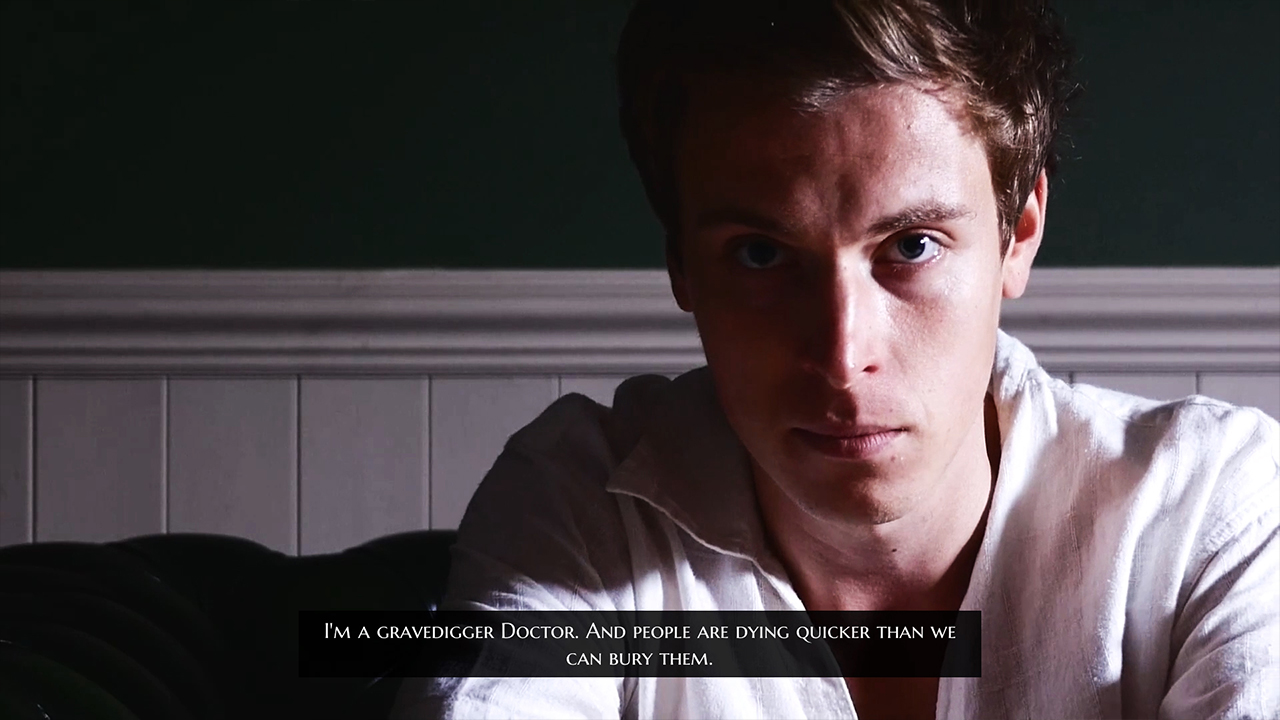 I'm a gravedigger Doctor. And people are dying quicker than we
can bury them.